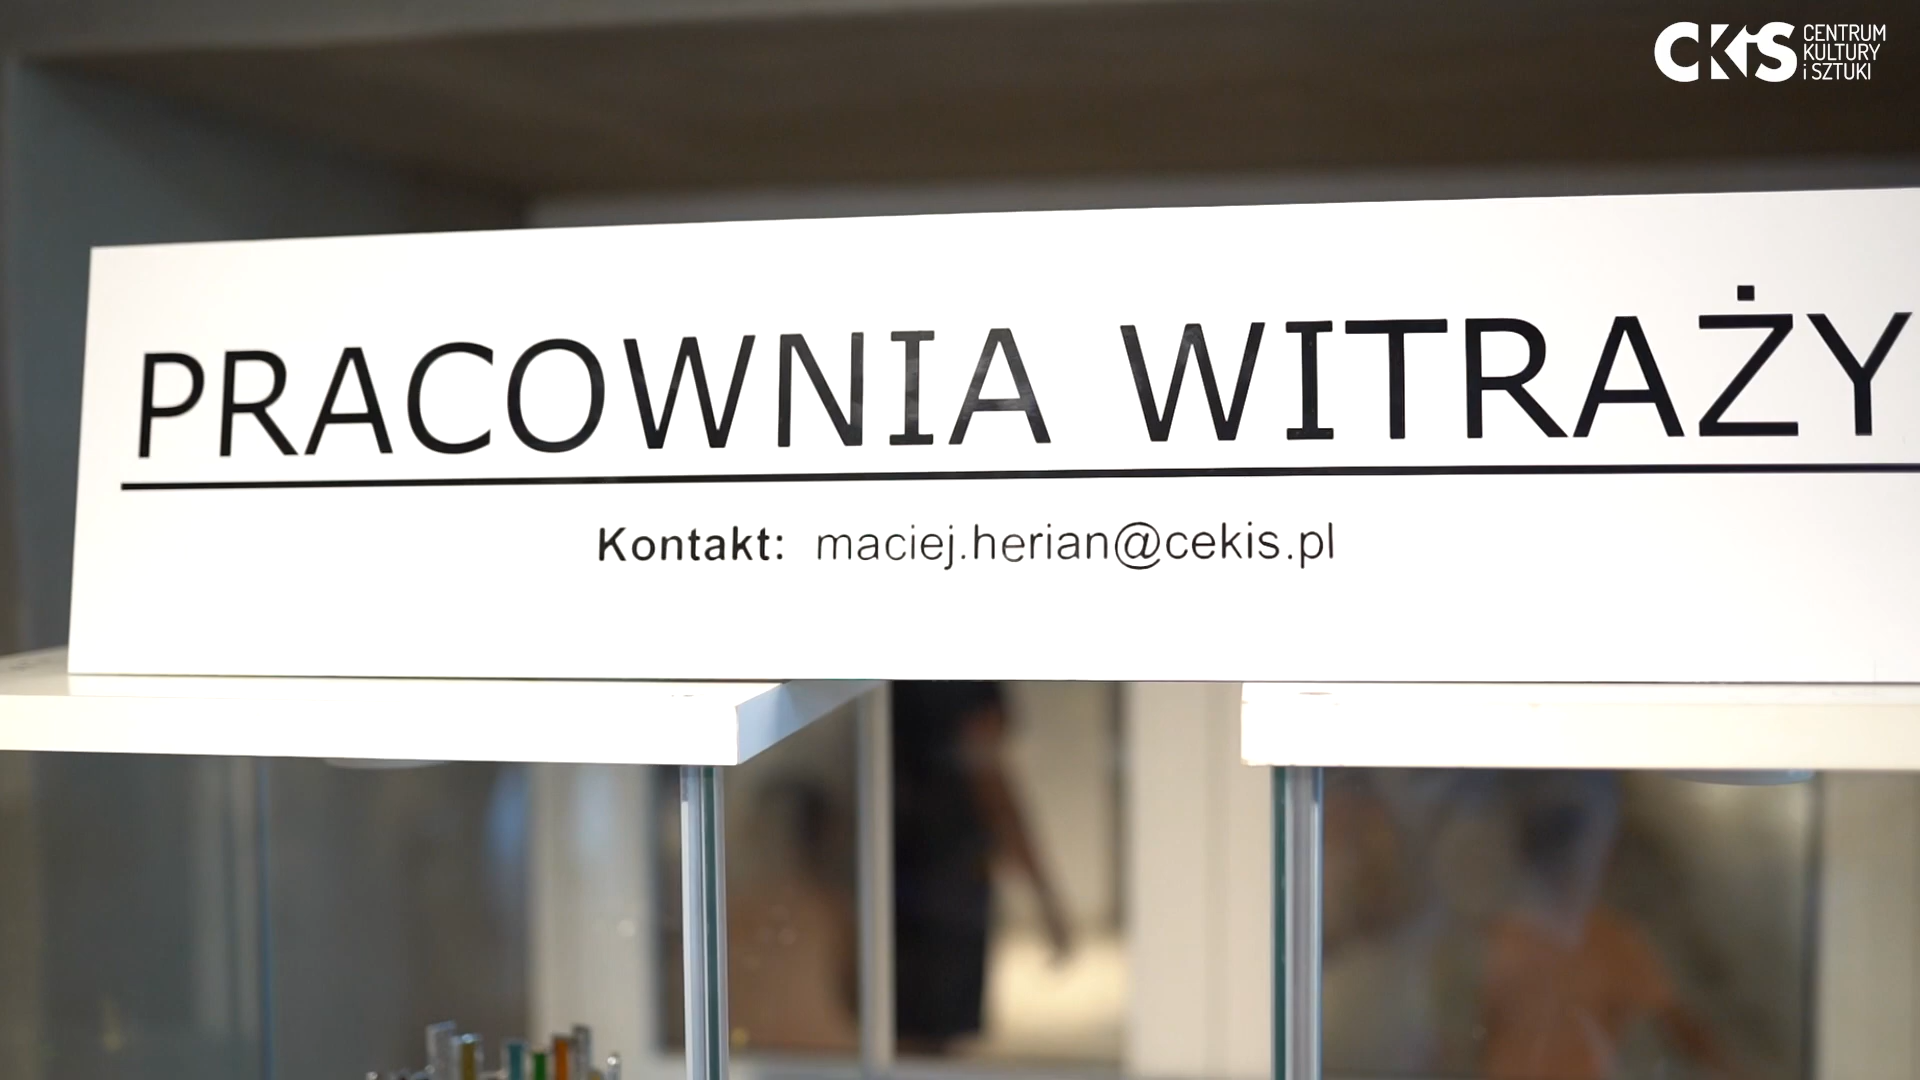 CKiS CENTRUM
KULTURY
i SZTUKI
PRACOWNIA WITRAŻY
Kontakt: maciej.herian@cekis.pl